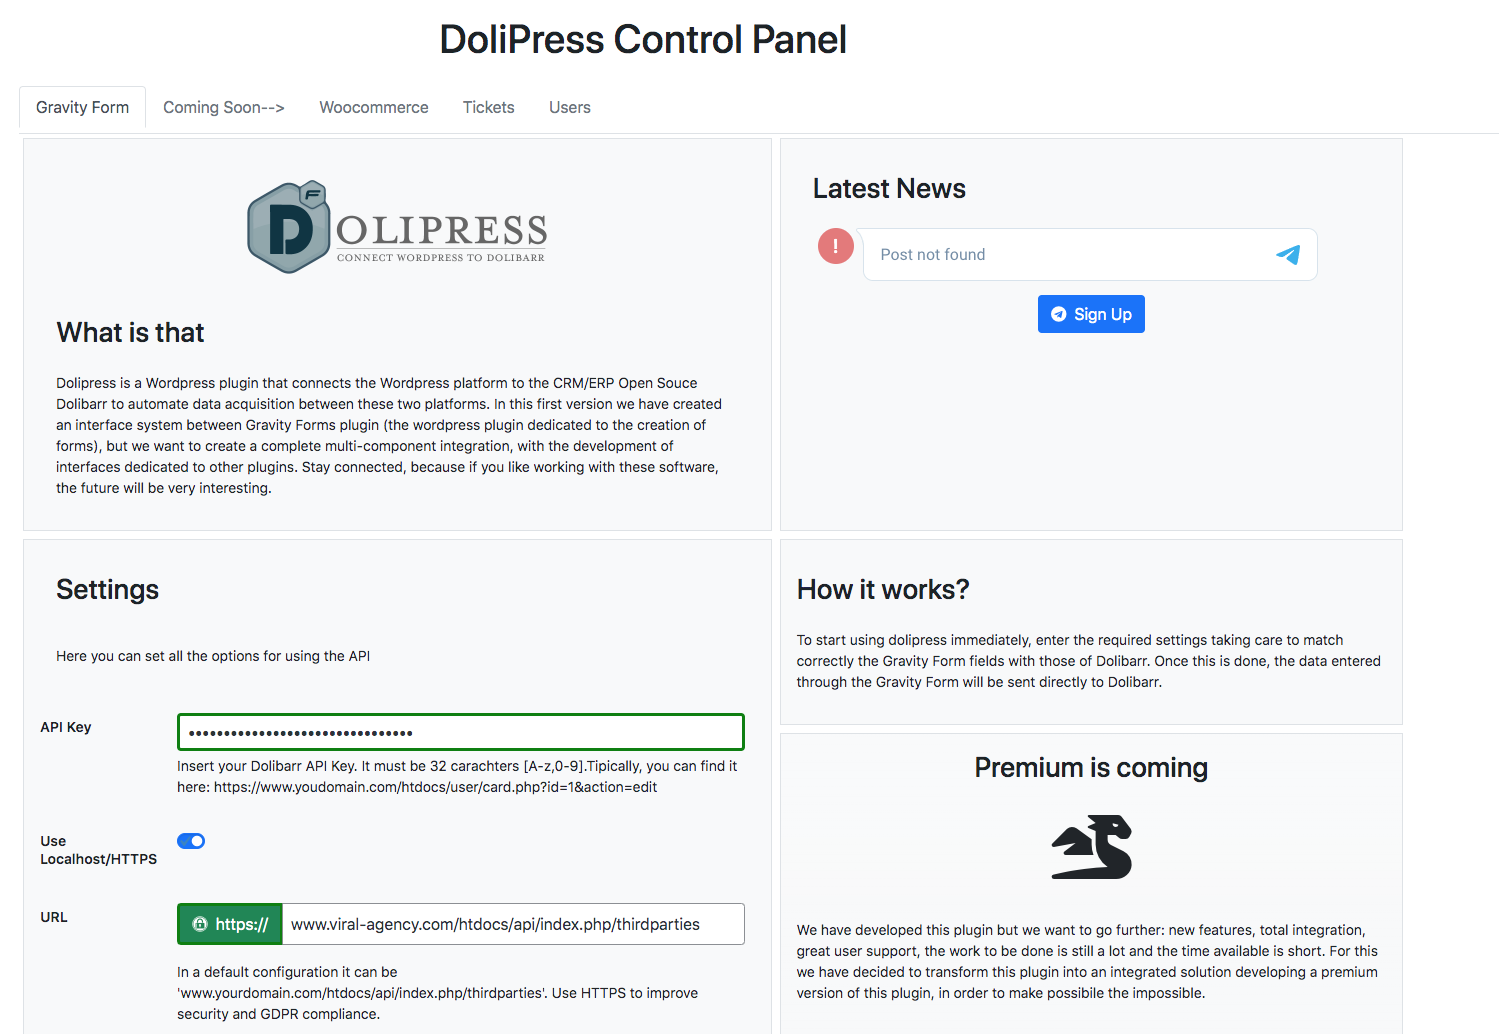 DoliPress Control Panel
Gravity Form
Coming Soon-->
Woocommerce
Tickets
Users
F
DOLIPRESS
CONNECT WORDPRESS TO DOLIBARR
What is that
Dolipress is a Wordpress plugin that connects the Wordpress platform to the CRM/ERP Open Souce
Dolibarr to automate data acquisition between these two platforms. In this first version we have created
an interface system between Gravity Forms plugin (the wordpress plugin dedicated to the creation of
forms), but we want to create a complete multi-component integration, with the development of
interfaces dedicated to other plugins. Stay connected, because if you like working with these software,
the future will be very interesting.
Latest News
!
Post not found
Sign Up
Settings
Here you can set all the options for using the API
API Key
••••••••••••••••••••••••••••••••
Insert your Dolibarr API Key. It must be 32 carachters [A-z,0-9].Tipically, you can find it
here: https://www.youdomain.com/htdocs/user/card.php?id=1&action=edit
Use
Localhost/HTTPS
URL
https://
www.viral-agency.com/htdocs/api/index.php/thirdparties
In a default configuration it can be
'www.yourdomain.com/htdocs/api/index.php/thirdparties'. Use HTTPS to improve
security and GDPR compliance.
How it works?
To start using dolipress immediately, enter the required settings taking care to match
correctly the Gravity Form fields with those of Dolibarr. Once this is done, the data entered
through the Gravity Form will be sent directly to Dolibarr.
Premium is coming
We have developed this plugin but we want to go further: new features, total integration,
great user support, the work to be done is still a lot and the time available is short. For this
we have decided to transform this plugin into an integrated solution developing a premium
version of this plugin, in order to make possibile the impossible.